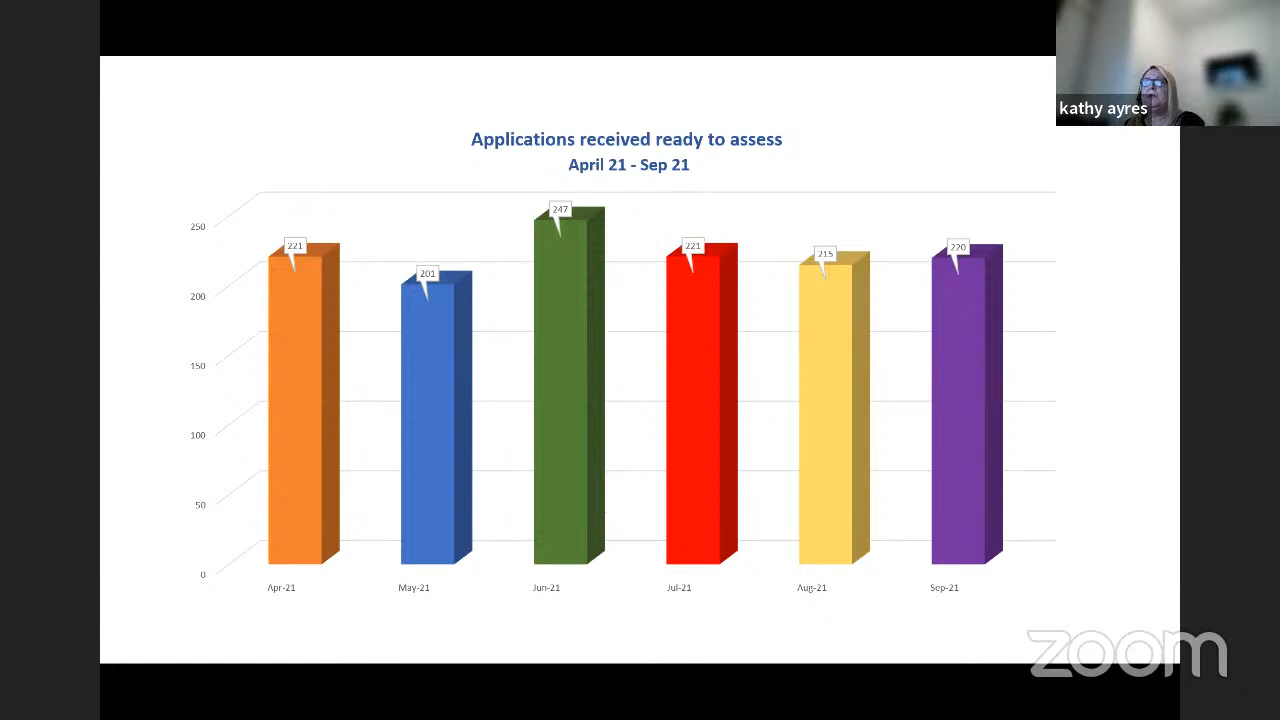 kathy ayres
Applications received ready to assess
April 21 - Sep 21
250
200
150
100
50
0
221
201
247
221
215
220
Apr-21
May-21
Jun-21
Jul-21
Aug-21
Sep-21
zoom